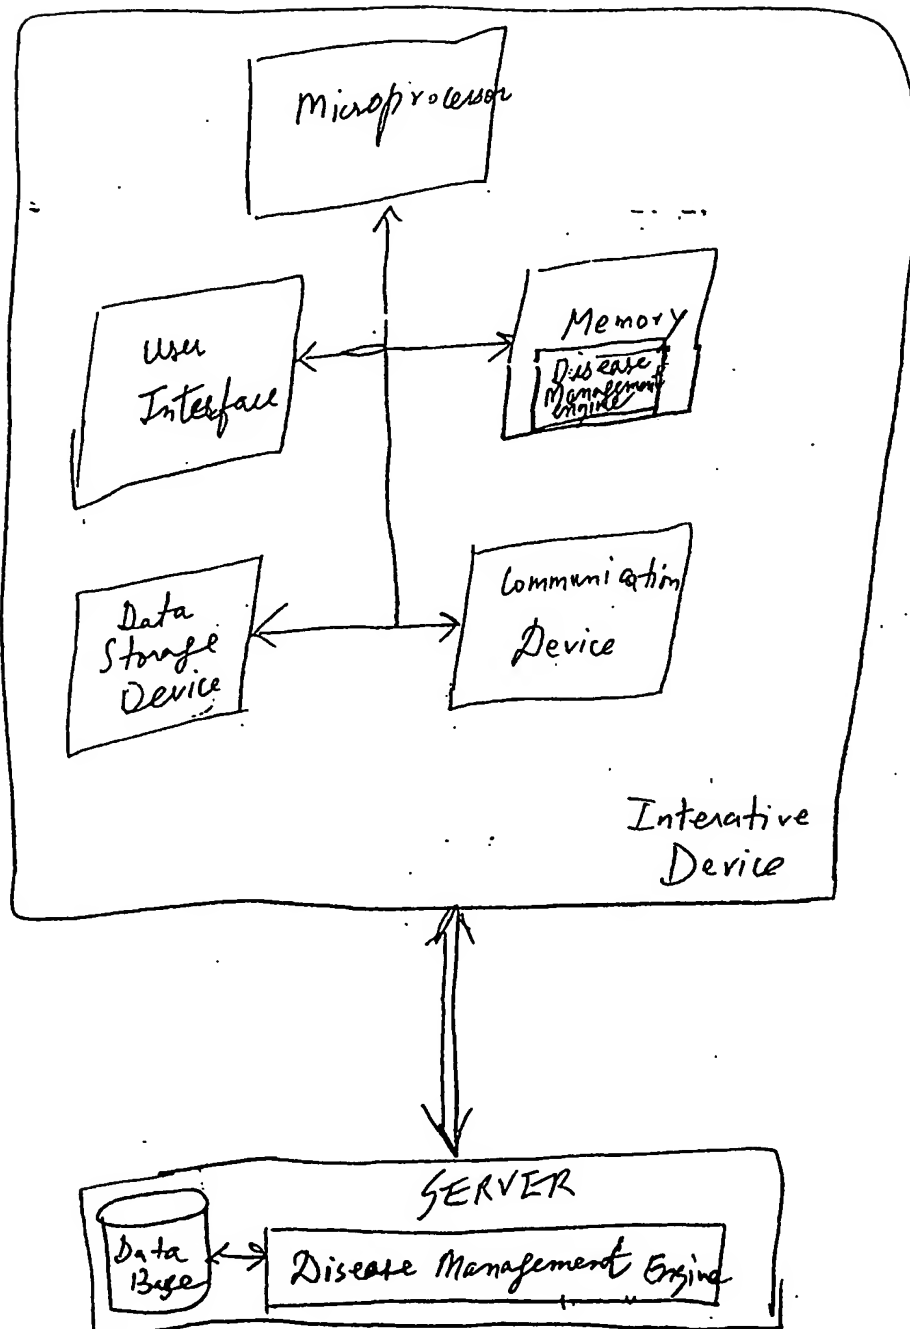 Microprocessor
User
Interface
Memory
Disease
Management
engine
Data
Storage
Device
Communication
Device
Interative
Device
SERVER
Data
Base
Disease Management Engine